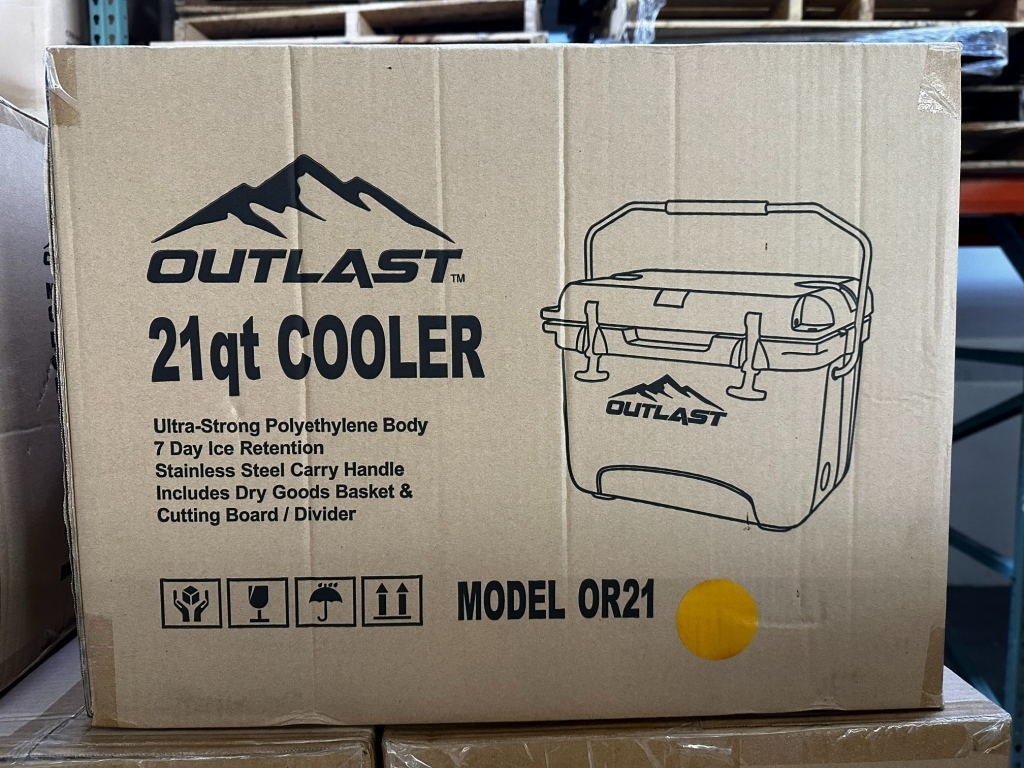 OUTLAST™
21qt COOLER
Ultra-Strong Polyethylene Body
7 Day Ice Retention
Stainless Steel Carry Handle
Includes Dry Goods Basket &
Cutting Board / Divider
OUTLAST
MODEL OR21